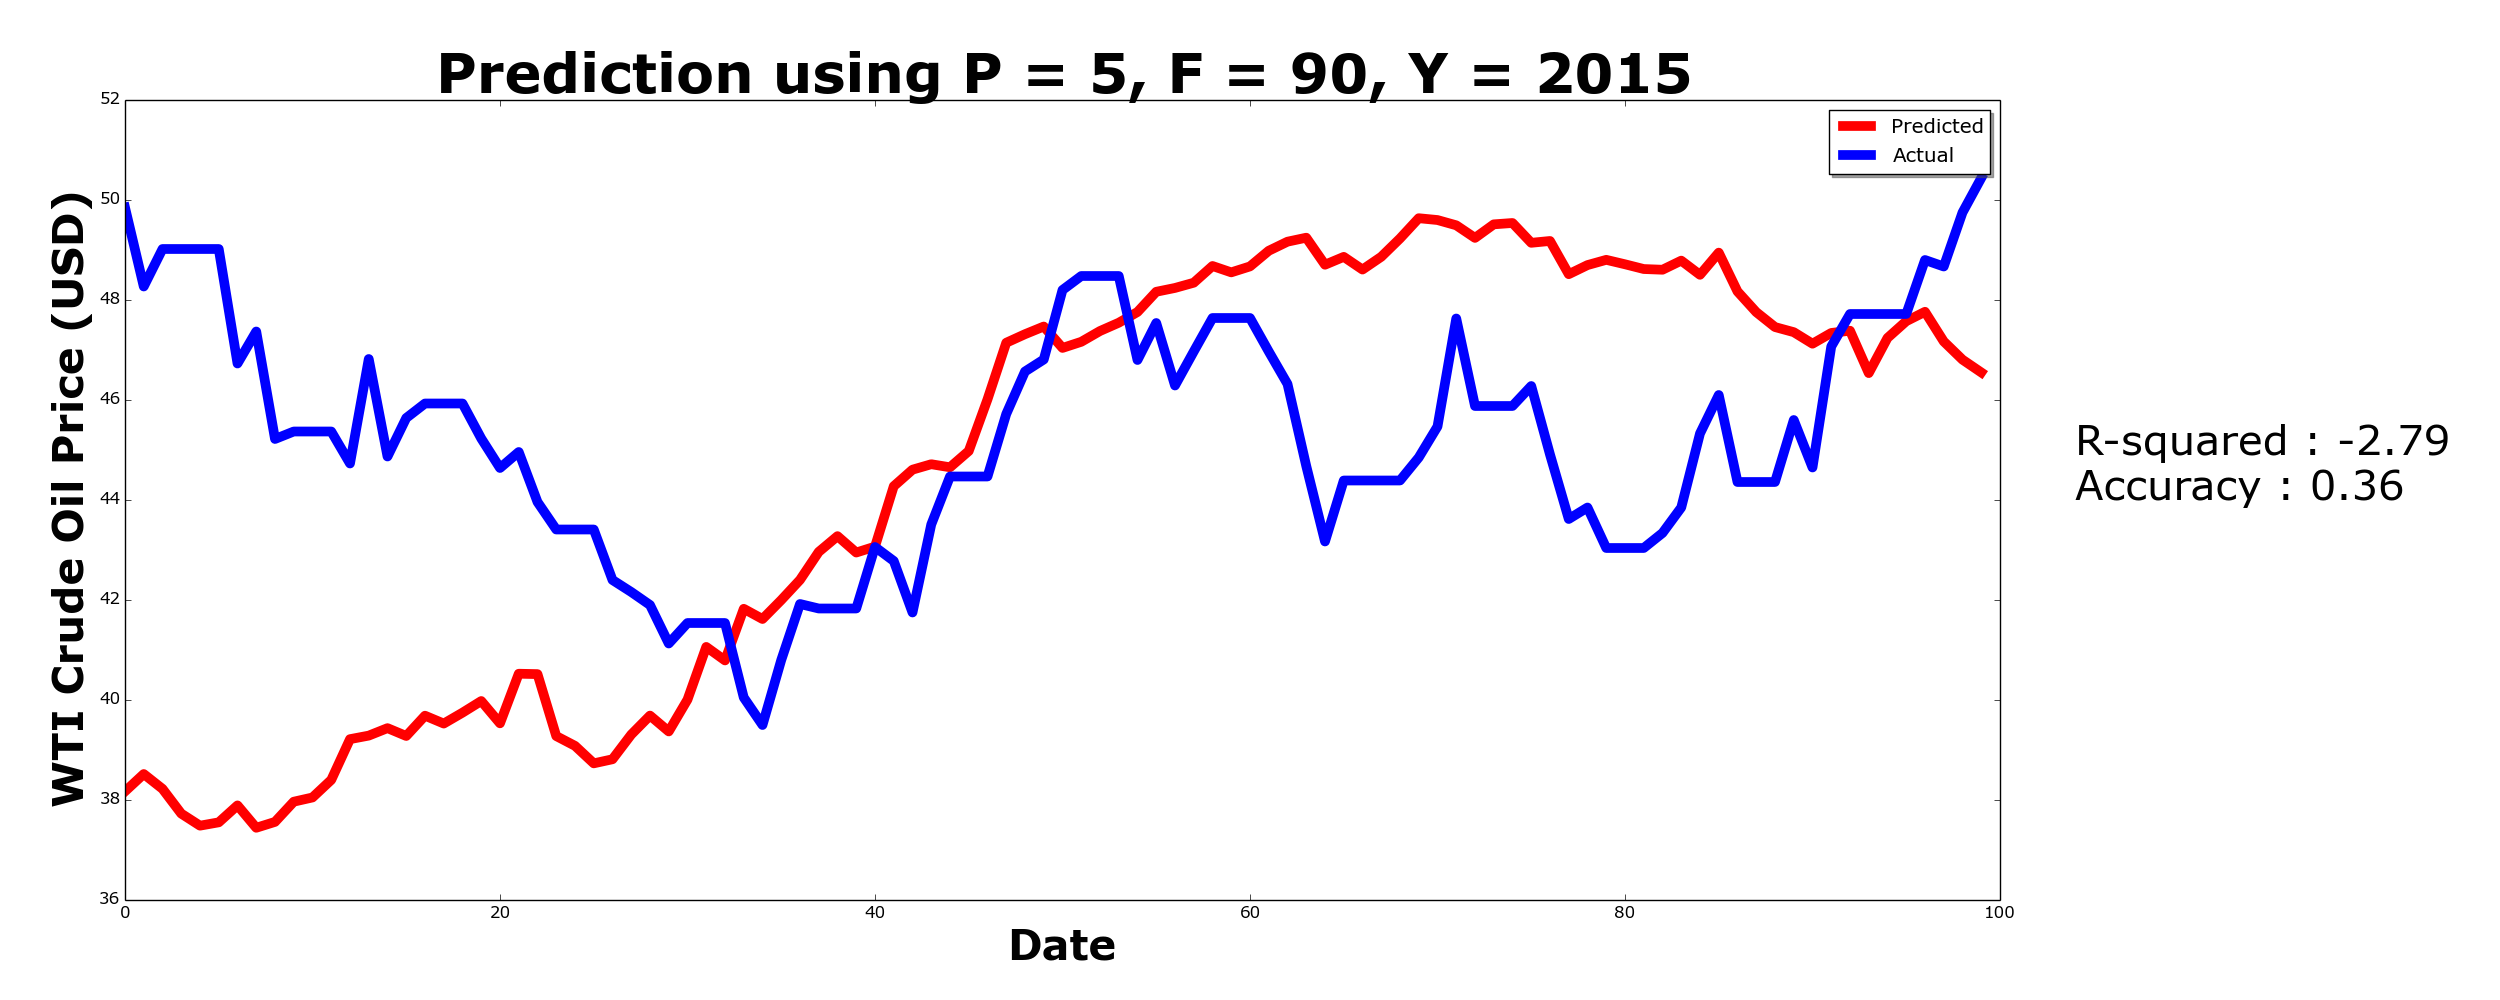 Prediction using P = 5, F = 90, Y = 2015
WTI Crude Oil Price (USD)
52
50
48
46
44
42
40
38
36
0 20 40 60 80 100
Date
Predicted
Actual
R-squared : -2.79
Accuracy : 0.36